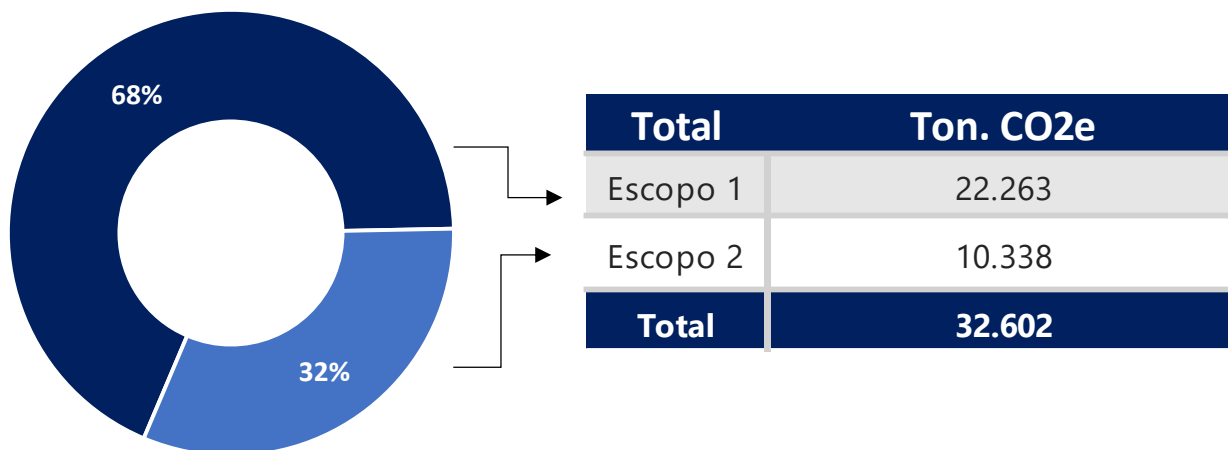 68%
32%
Total Ton. CO2e
Escopo 1 22.263
Escopo 2 10.338
Total 32.602